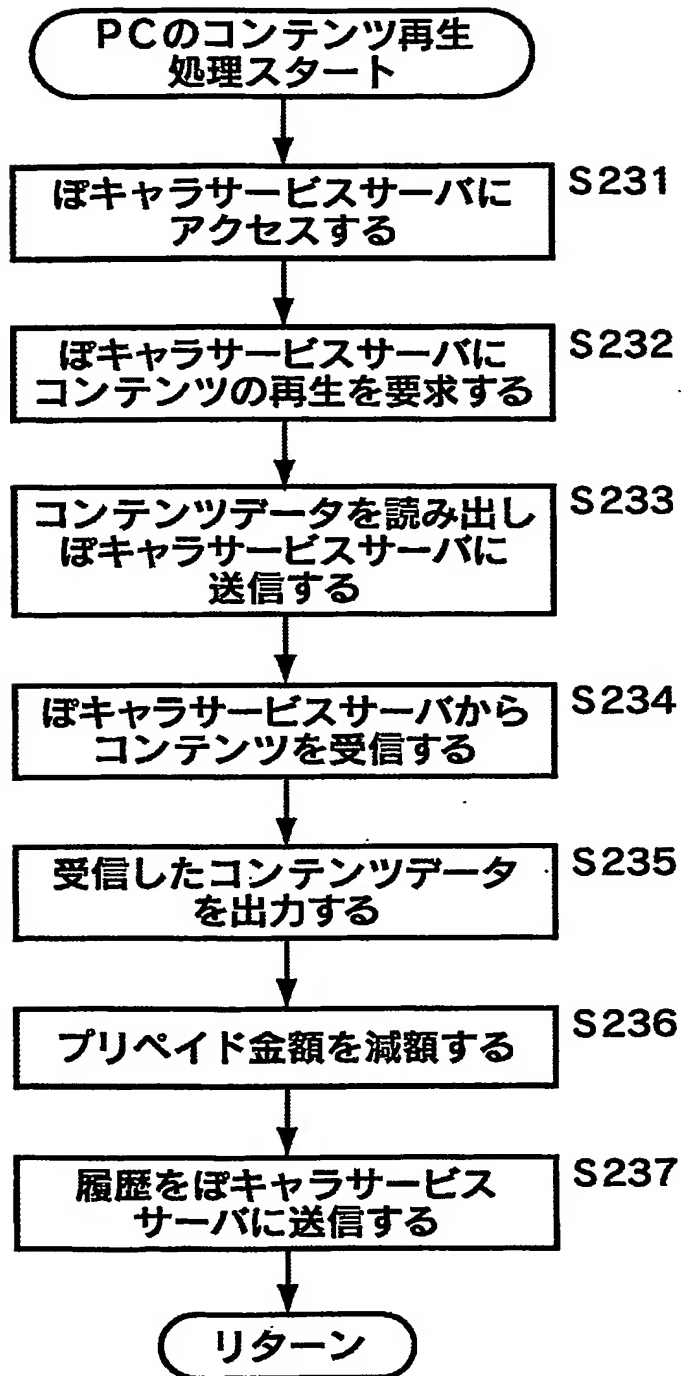 PCのコンテンツ再生
処理スタート
ぽキャラサービスサーバに
アクセスする
S231
ぽキャラサービスサーバに
コンテンツの再生を要求する
S232
コンテンツデータを読み出し
ぽキャラサービスサーバに
送信する
S233
ぽキャラサービスサーバから
コンテンツを受信する
S234
受信したコンテンツデータ
を出力する
S235
プリペイド金額を減額する
S236
履歴をぽキャラサービス
サーバに送信する
S237
リターン